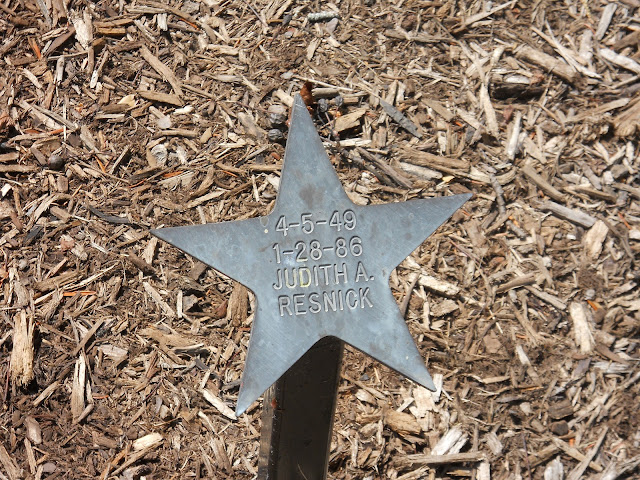 4-5-49
1-28-86
JUDITH A.
RESNICK